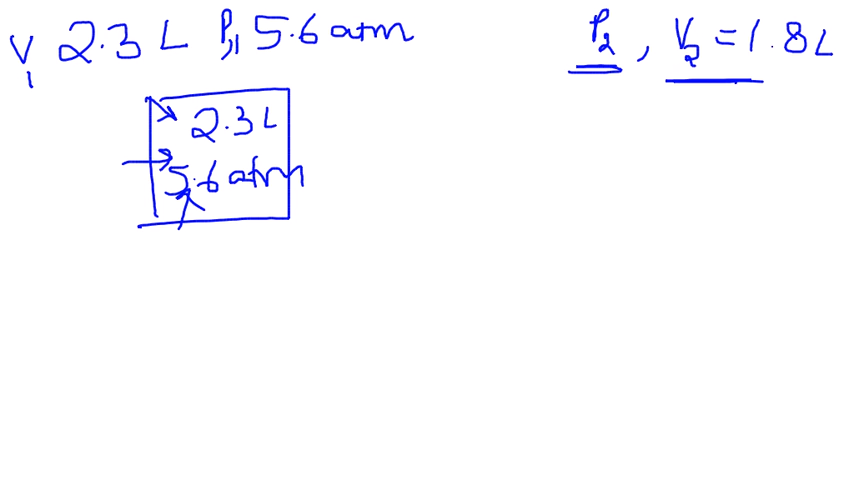 V₁ 2.3 L P₁, 5.6 atm P₂, V₂ = 1.8 L
2.3 L
5.6 atm